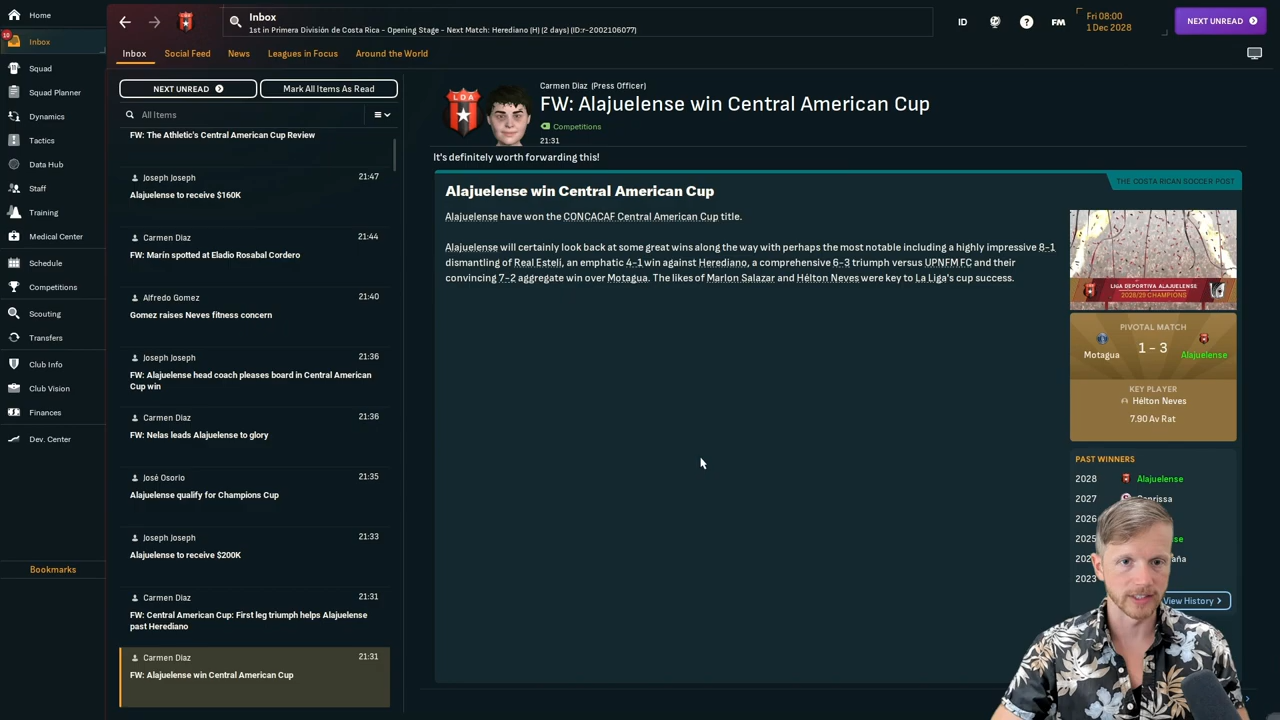 Home
Inbox
10
Squad
Squad Planner
Dynamics
Tactics
Data Hub
Staff
Training
Medical Center
Schedule
Competitions
Scouting
Transfers
Club Info
Club Vision
Finances
Dev. Center
Bookmarks
Inbox
1st in Primera División de Costa Rica - Opening Stage - Next Match: Herediano (H) (2 days) (ID:r-2002106077)
ID
FM
Fri 08:00
1 Dec 2028
NEXT UNREAD
Inbox
Social Feed
News
Leagues in Focus
Around the World
NEXT UNREAD
Mark All Items As Read
All Items
FW: The Athletic's Central American Cup Review
Joseph Joseph 21:47
Alajuelense to receive $160K
Carmen Diaz 21:44
FW: Marín spotted at Eladio Rosabal Cordero
Alfredo Gomez 21:40
Gomez raises Neves fitness concern
Joseph Joseph 21:36
FW: Alajuelense head coach pleases board in Central American
Cup win
Carmen Diaz 21:36
FW: Nelas leads Alajuelense to glory
José Osorio 21:35
Alajuelense qualify for Champions Cup
Joseph Joseph 21:33
Alajuelense to receive $200K
Carmen Diaz 21:31
FW: Central American Cup: First leg triumph helps Alajuelense
past Herediano
Carmen Diaz 21:31
FW: Alajuelense win Central American Cup
LDA
Carmen Diaz (Press Officer)
FW: Alajuelense win Central American Cup
Competitions
21:31
It's definitely worth forwarding this!
Alajuelense win Central American Cup
THE COSTA RICAN SOCCER POST
Alajuelense have won the CONCACAF Central American Cup title.
Alajuelense will certainly look back at some great wins along the way with perhaps the most notable including a highly impressive 8-1
dismantling of Real Estelí, an emphatic 4-1 win against Herediano, a comprehensive 6-3 triumph versus UPNFM FC and their
convincing 7-2 aggregate win over Motagua. The likes of Marlon Salazar and Hélton Neves were key to La Liga's cup success.
LIGA DEPORTIVA ALAJUELENSE
2028/29 CHAMPIONS
PIVOTAL MATCH
1 - 3
Motagua
Alajuelense
KEY PLAYER
Hélton Neves
7.90 Av Rat
PAST WINNERS
2028 Alajuelense
2027
2026
2025
2023
View History